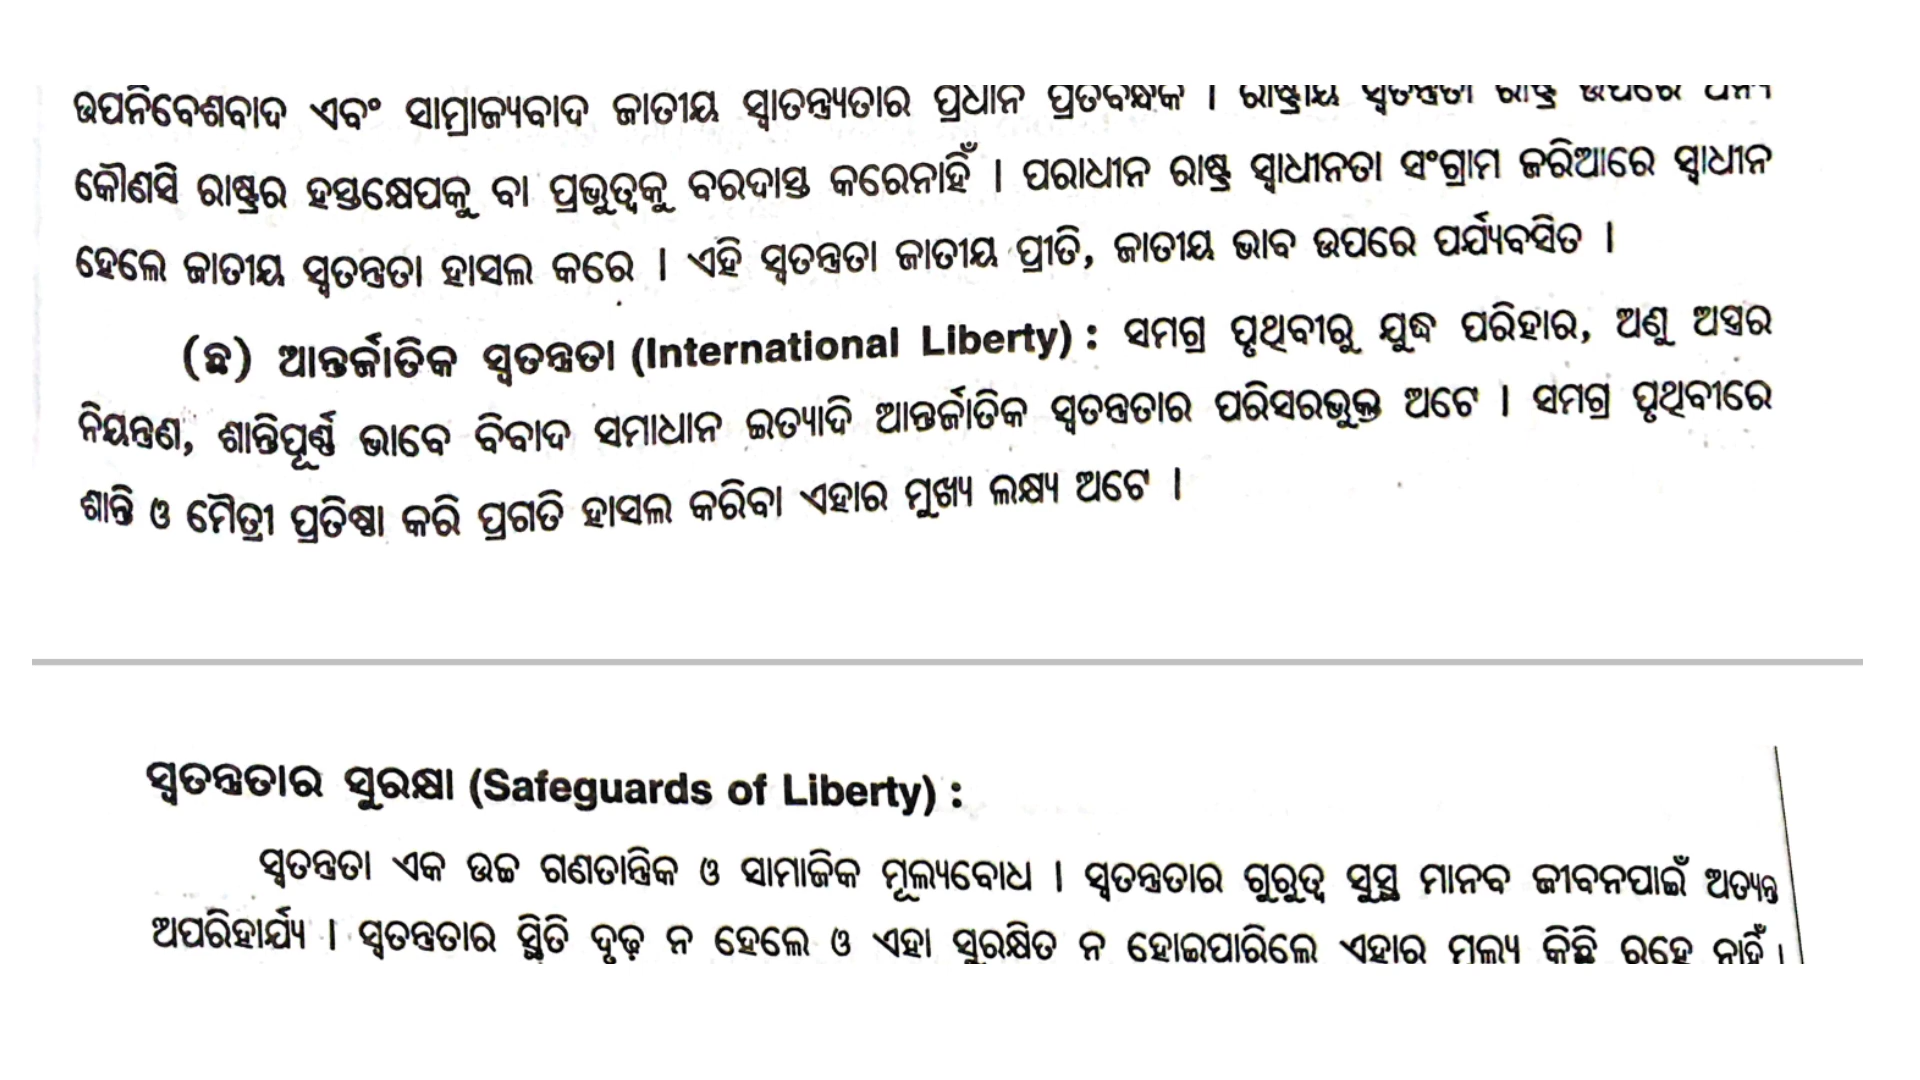 ଉପନିବେଶବାଦ ଏବଂ ସାମ୍ରାଜ୍ୟବାଦ ଜାତୀୟ ସ୍ୱାତନ୍ତ୍ର୍ୟତାର ପ୍ରଧାନ ପ୍ରତିବନ୍ଧକ । ରାଷ୍ଟ୍ରୀୟ ସ୍ୱତନ୍ତ୍ରତା ରାଷ୍ଟ୍ର ଉପରେ
କୌଣସି ରାଷ୍ଟ୍ରର ହସ୍ତକ୍ଷେପକୁ ବା ପ୍ରଭୁତ୍ୱକୁ ବରଦାସ୍ତ କରେନାହିଁ । ପରାଧୀନ ରାଷ୍ଟ୍ର ସ୍ୱାଧୀନତା ସଂଗ୍ରାମ ଜରିଆରେ ସ୍ୱାଧୀନ
ହେଲେ ଜାତୀୟ ସ୍ୱତନ୍ତ୍ରତା ହାସଲ କରେ । ଏହି ସ୍ୱତନ୍ତ୍ରତା ଜାତୀୟ ପ୍ରୀତି, ଜାତୀୟ ଭାବ ଉପରେ ପର୍ଯ୍ୟବସିତ ।
(ଛ) ଆନ୍ତର୍ଜାତିକ ସ୍ୱତନ୍ତ୍ରତା (International Liberty) : ସମଗ୍ର ପୃଥିବୀରୁ ଯୁଦ୍ଧ ପରିହାର, ଅଣୁ ଅସ୍ତ୍ରର
ନିୟନ୍ତ୍ରଣ, ଶାନ୍ତିପୂର୍ଣ୍ଣ ଭାବେ ବିବାଦ ସମାଧାନ ଇତ୍ୟାଦି ଆନ୍ତର୍ଜାତିକ ସ୍ୱତନ୍ତ୍ରତାର ପରିସରଭୁକ୍ତ ଅଟେ । ସମଗ୍ର ପୃଥିବୀରେ
ଶାନ୍ତି ଓ ମୈତ୍ରୀ ପ୍ରତିଷ୍ଠା କରି ପ୍ରଗତି ହାସଲ କରିବା ଏହାର ମୁଖ୍ୟ ଲକ୍ଷ୍ୟ ଅଟେ ।
ସ୍ୱତନ୍ତ୍ରତାର ସୁରକ୍ଷା (Safeguards of Liberty) :
ସ୍ୱତନ୍ତ୍ରତା ଏକ ଉଚ୍ଚ ଗଣତାନ୍ତ୍ରିକ ଓ ସାମାଜିକ ମୂଲ୍ୟବୋଧ । ସ୍ୱତନ୍ତ୍ରତାର ଗୁରୁତ୍ୱ ସୁସ୍ଥ ମାନବ ଜୀବନପାଇଁ ଅତ୍ୟନ୍ତ
ଅପରିହାର୍ଯ୍ୟ । ସ୍ୱତନ୍ତ୍ରତାର ସ୍ଥିତି ଦୃଢ଼ ନ ହେଲେ ଓ ଏହା ସୁରକ୍ଷିତ ନ ହୋଇପାରିଲେ ଏହାର ମୂଲ୍ୟ କିଛି ରହେ ନାହିଁ ।